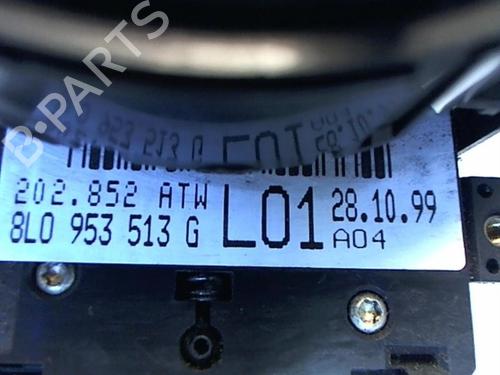 B-PARTS
202.852 ATW
8L0 953 513 G
L01
28.10.99
A04